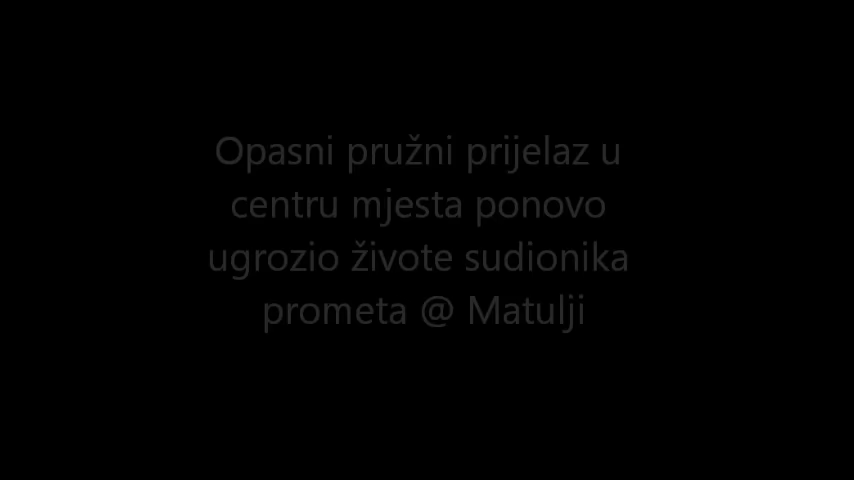 Opasni pružni prijelaz u
centru mjesta ponovo
ugrozio živote sudionika
prometa @ Matulji